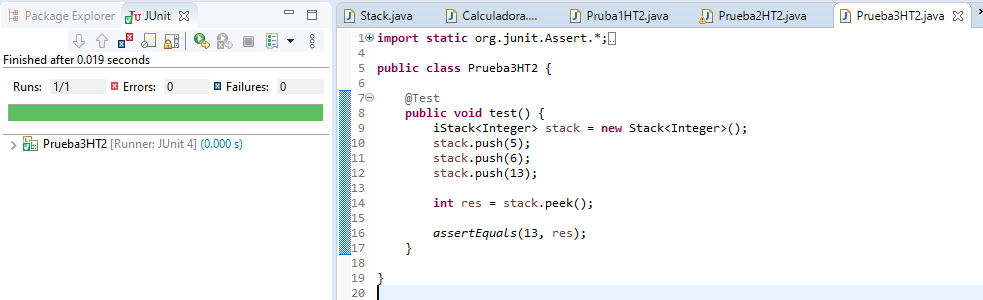 Package Explorer JUnit
Finished after 0.019 seconds
Runs: 1/1 Errors: 0 Failures: 0
Prueba3HT2 [Runner: JUnit 4] (0.000 s)
Stack.java Calculadora.... Pruba1HT2.java Prueba2HT2.java Prueba3HT2.java
1 import static org.junit.Assert.*;
4
5 public class Prueba3HT2 {
6
7 @Test
8 public void test() {
9 iStack<Integer> stack = new Stack<Integer>();
10 stack.push(5);
11 stack.push(6);
12 stack.push(13);
13
14 int res = stack.peek();
15
16 assertEquals(13, res);
17 }
18
19 }
20